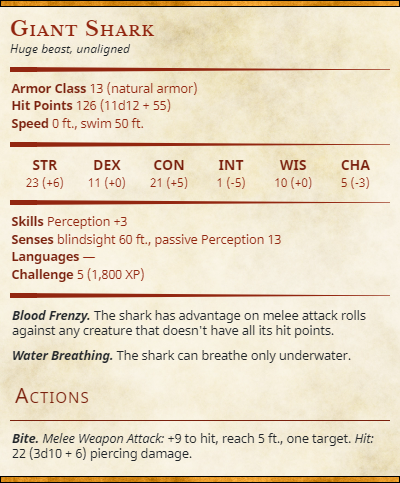 Giant Shark
Huge beast, unaligned
Armor Class 13 (natural armor)
Hit Points 126 (11d12 + 55)
Speed 0 ft., swim 50 ft.
STR DEX CON INT WIS CHA
23 (+6) 11 (+0) 21 (+5) 1 (-5) 10 (+0) 5 (-3)
Skills Perception +3
Senses blindsight 60 ft., passive Perception 13
Languages —
Challenge 5 (1,800 XP)
Blood Frenzy. The shark has advantage on melee attack rolls
against any creature that doesn't have all its hit points.
Water Breathing. The shark can breathe only underwater.
Actions
Bite. Melee Weapon Attack: +9 to hit, reach 5 ft., one target. Hit:
22 (3d10 + 6) piercing damage.